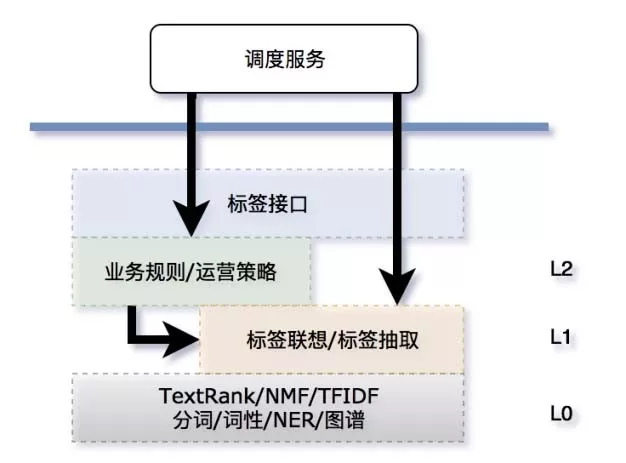 调度服务
标签接口
业务规则/运营策略
L2
标签联想/标签抽取
L1
TextRank/NMF/TFIDF
分词/词性/NER/图谱
L0